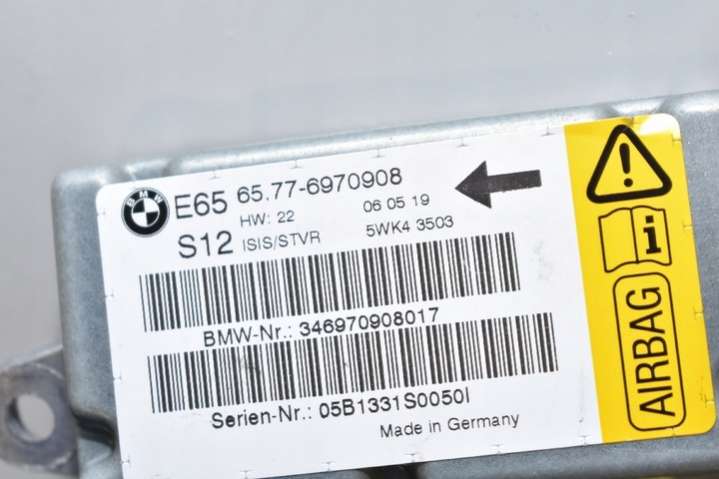 BMW
E65 65.77-6970908
HW: 22 06 05 19
S12 ISIS/STVR 5WK4 3503
BMW-Nr.: 346970908017
Serien-Nr.: 05B1331S0050I
Made in Germany
!
i
AIRBAG